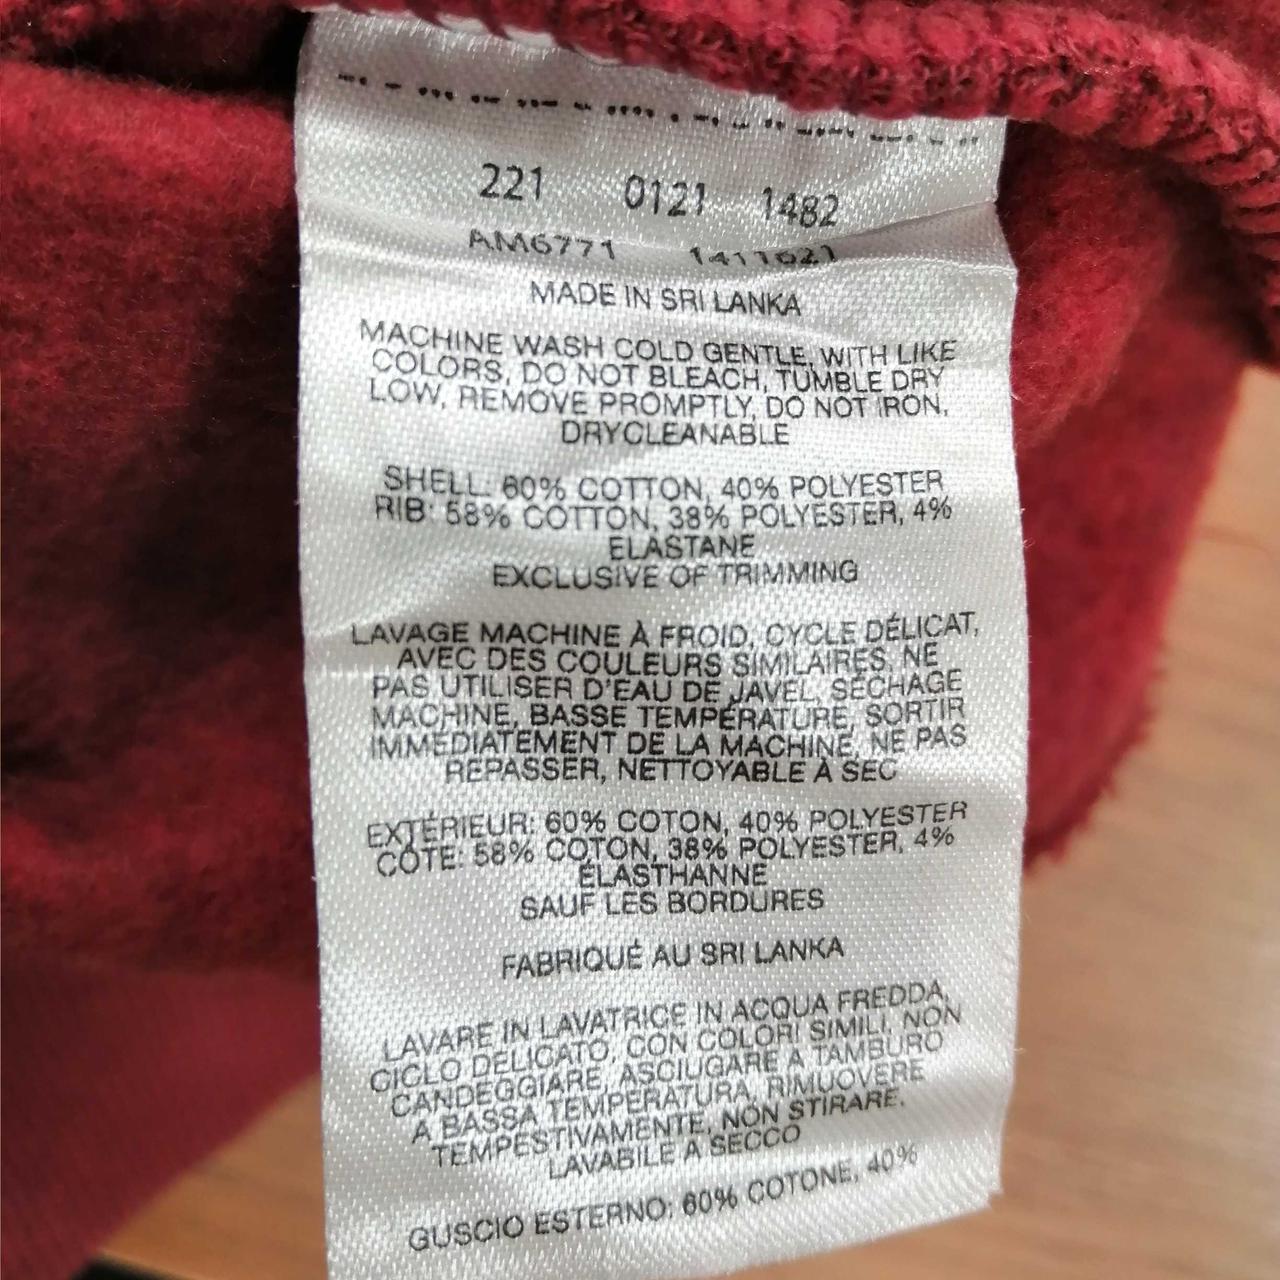 221 0121 1482
AM6771 1411621
MADE IN SRI LANKA
MACHINE WASH COLD GENTLE, WITH LIKE
COLORS, DO NOT BLEACH, TUMBLE DRY
LOW, REMOVE PROMPTLY, DO NOT IRON,
DRYCLEANABLE
SHELL: 60% COTTON, 40% POLYESTER
RIB: 58% COTTON, 38% POLYESTER, 4%
ELASTANE
EXCLUSIVE OF TRIMMING
LAVAGE MACHINE À FROID, CYCLE DÉLICAT,
AVEC DES COULEURS SIMILAIRES, NE
PAS UTILISER D'EAU DE JAVEL, SÉCHAGE
MACHINE, BASSE TEMPÉRATURE, SORTIR
IMMÉDIATEMENT DE LA MACHINE, NE PAS
REPASSER, NETTOYABLE À SEC
EXTÉRIEUR: 60% COTON, 40% POLYESTER
CÔTE: 58% COTON, 38% POLYESTER, 4%
ÉLASTHANNE
SAUF LES BORDURES
FABRIQUÉ AU SRI LANKA
LAVARE IN LAVATRICE IN ACQUA FREDDA,
CICLO DELICATO, CON COLORI SIMILI, NON
CANDEGGIARE, ASCIUGARE A TAMBURO
A BASSA TEMPERATURA, RIMUOVERE
TEMPESTIVAMENTE, NON STIRARE,
LAVABILE A SECCO
GUSCIO ESTERNO: 60% COTONE, 40%